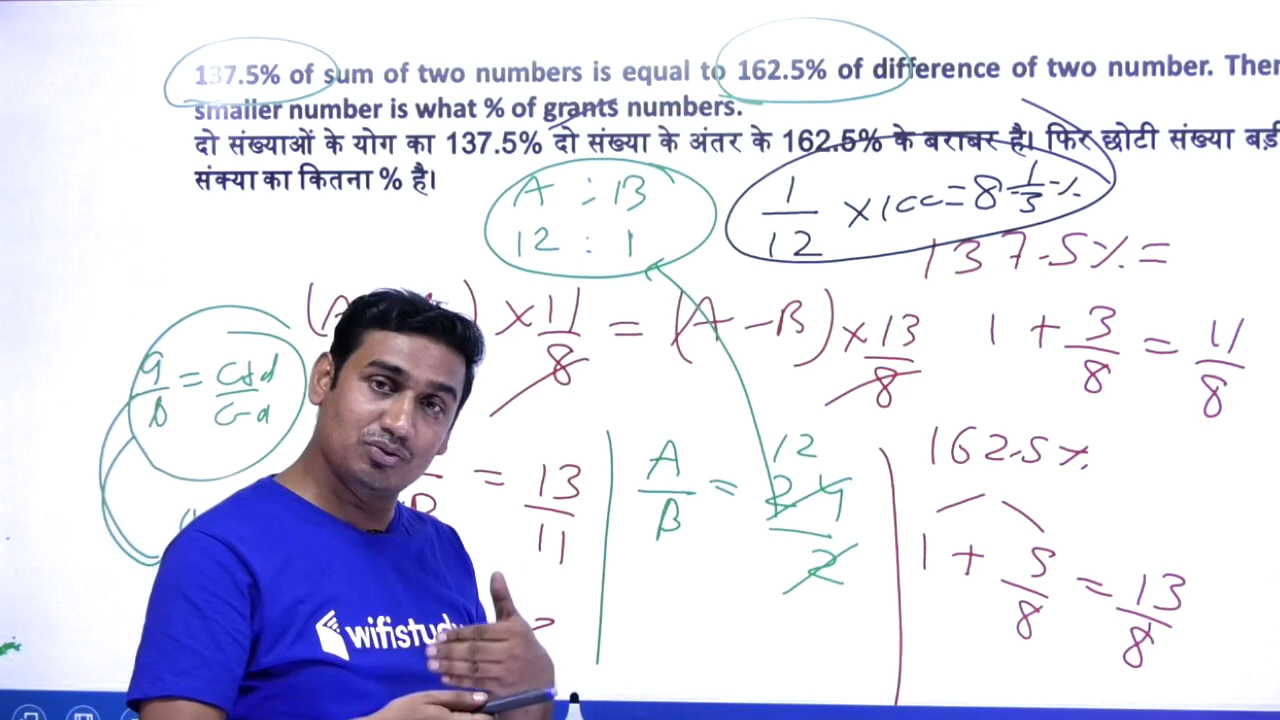 137.5% of sum of two numbers is equal to 162.5% of difference of two number. Then
smaller number is what % of grants numbers.
दो संख्याओं के योग का 137.5% दो संख्या के अंतर के 162.5% के बराबर है। फिर छोटी संख्या बड़ी
संक्या का कितना % है।
A : B
12 : 1
1/12 × 100 = 8 1/3 %
137.5% =
× 11/8 = (A - B) × 13/8
1 + 3/8 = 11/8
= 13/11
A/B = 24/2
12
162.5%
1 + 5/8 = 13/8
wifistudy